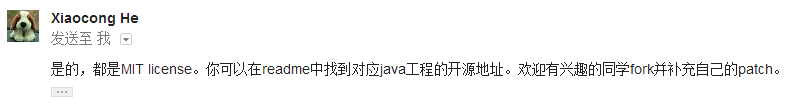 Xiaocong He
发送至 我
是的，都是MIT license。你可以在readme中找到对应java工程的开源地址。欢迎有兴趣的同学fork并补充自己的patch。